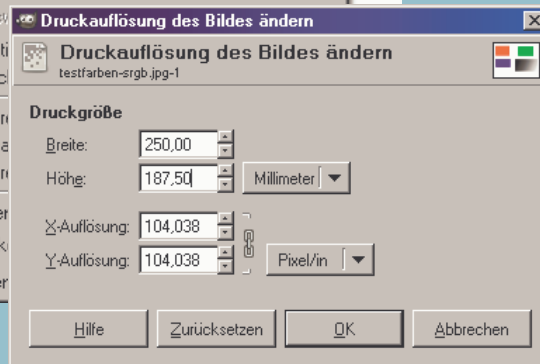 Druckauflösung des Bildes ändern
Druckauflösung des Bildes ändern
testfarben-srgb.jpg-1
Druckgröße
Breite: 250,00
Höhe: 187,50 Millimeter
X-Auflösung: 104,038
Y-Auflösung: 104,038 Pixel/in
Hilfe Zurücksetzen OK Abbrechen